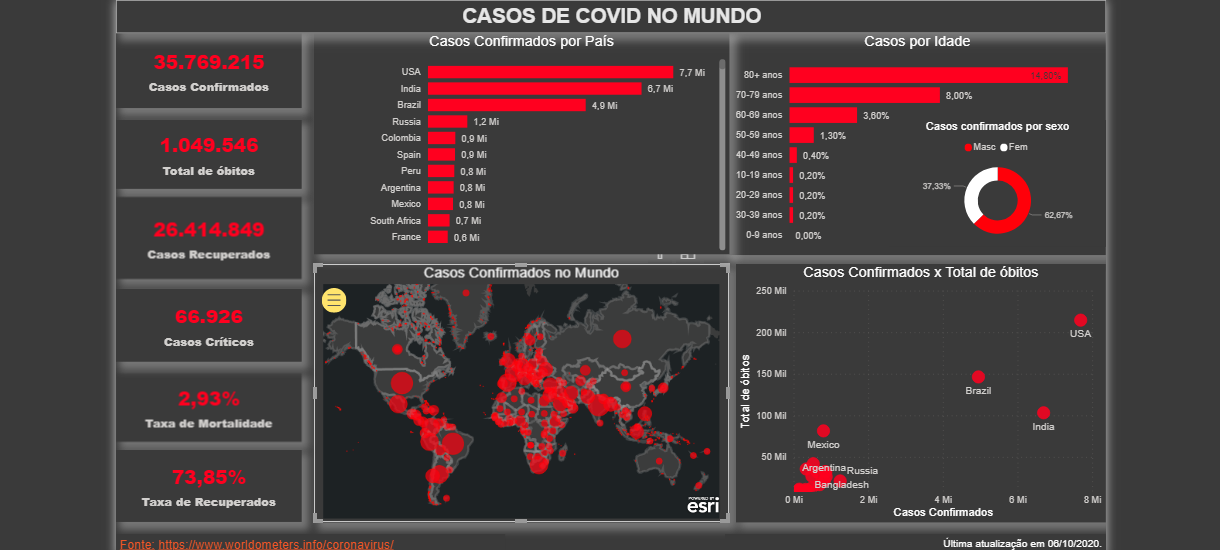 CASOS DE COVID NO MUNDO
35.769.215
Casos Confirmados
1.049.546
Total de óbitos
26.414.849
Casos Recuperados
66.926
Casos Críticos
2,93%
Taxa de Mortalidade
73,85%
Taxa de Recuperados
Casos Confirmados por País
USA 7,7 Mi
India 6,7 Mi
Brazil 4,9 Mi
Russia 1,2 Mi
Colombia 0,9 Mi
Spain 0,9 Mi
Peru 0,8 Mi
Argentina 0,8 Mi
Mexico 0,8 Mi
South Africa 0,7 Mi
France 0,6 Mi
Casos por Idade
80+ anos 14,80%
70-79 anos 8,00%
60-69 anos 3,60%
50-59 anos 1,30%
40-49 anos 0,40%
10-19 anos 0,20%
20-29 anos 0,20%
30-39 anos 0,20%
0-9 anos 0,00%
Casos confirmados por sexo
Masc Fem
37,33%
62,67%
Casos Confirmados no Mundo
POWERED BY
esri
Casos Confirmados x Total de óbitos
Total de óbitos
250 Mil
200 Mil
150 Mil
100 Mil
50 Mil
USA
Brazil
India
Mexico
Argentina
Russia
Bangladesh
0 Mi 2 Mi 4 Mi 6 Mi 8 Mi
Casos Confirmados
Fonte: https://www.worldometers.info/coronavirus/
Última atualização em 06/10/2020.